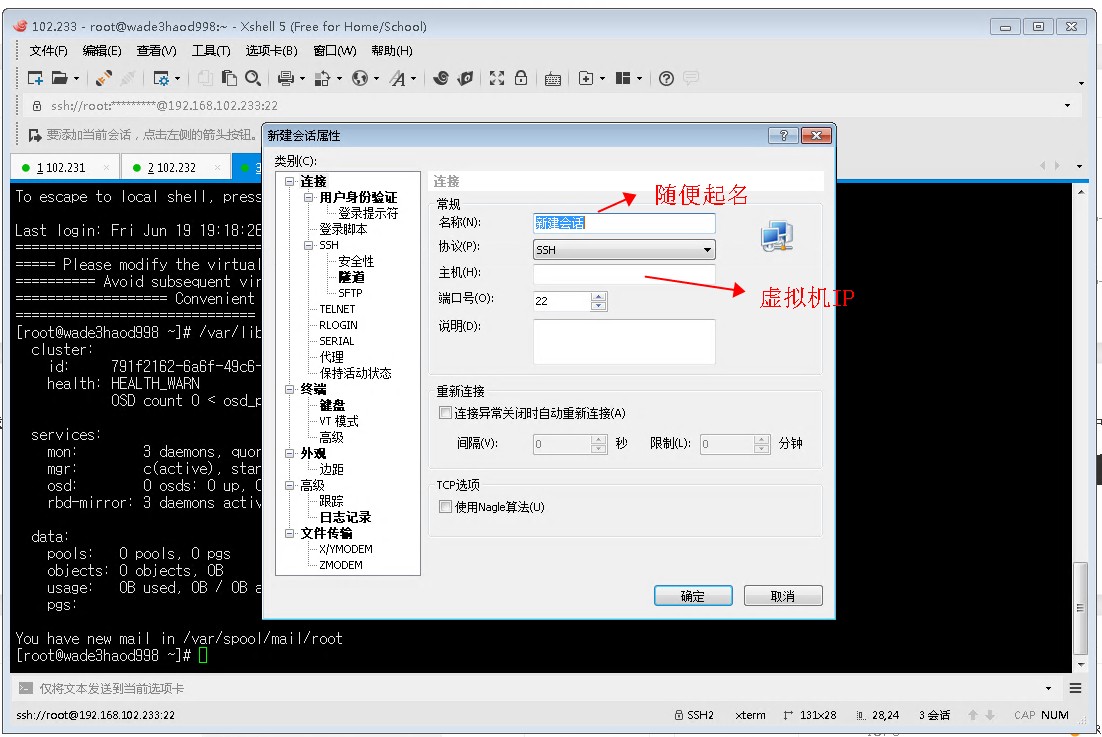 102.233 - root@wade3haod998:~ - Xshell 5 (Free for Home/School)
文件(F) 编辑(E) 查看(V) 工具(T) 选项卡(B) 窗口(W) 帮助(H)
ssh://root:*********@192.168.102.233:22
要添加当前会话，点击左侧的箭头按钮。
1 102.231 × 2 102.232 × 3
To escape to local shell, press
Last login: Fri Jun 19 19:18:26
===== Please modify the virtual
========== Avoid subsequent vir
=================== Convenient
[root@wade3haod998 ~]# /var/lib
cluster:
id: 791f2162-6a6f-49c6-
health: HEALTH_WARN
OSD count 0 < osd_p
services:
mon: 3 daemons, quor
mgr: c(active), stan
osd: 0 osds: 0 up, 0
rbd-mirror: 3 daemons activ
data:
pools: 0 pools, 0 pgs
objects: 0 objects, 0B
usage: 0B used, 0B / 0B a
pgs:
You have new mail in /var/spool/mail/root
[root@wade3haod998 ~]#
新建会话属性
类别(C):
连接
用户身份验证
登录提示符
登录脚本
SSH
安全性
隧道
SFTP
TELNET
RLOGIN
SERIAL
代理
保持活动状态
终端
键盘
VT 模式
高级
外观
边距
高级
跟踪
日志记录
文件传输
X/YMODEM
ZMODEM
连接
常规
名称(N): 新建会话
随便起名
协议(P): SSH
主机(H):
虚拟机IP
端口号(O): 22
说明(D):
重新连接
连接异常关闭时自动重新连接(A)
间隔(V): 0 秒 限制(L): 0 分钟
TCP选项
使用Nagle算法(U)
确定 取消
仅将文本发送到当前选项卡
ssh://root@192.168.102.233:22 SSH2 xterm 131x28 28,24 3 会话 CAP NUM